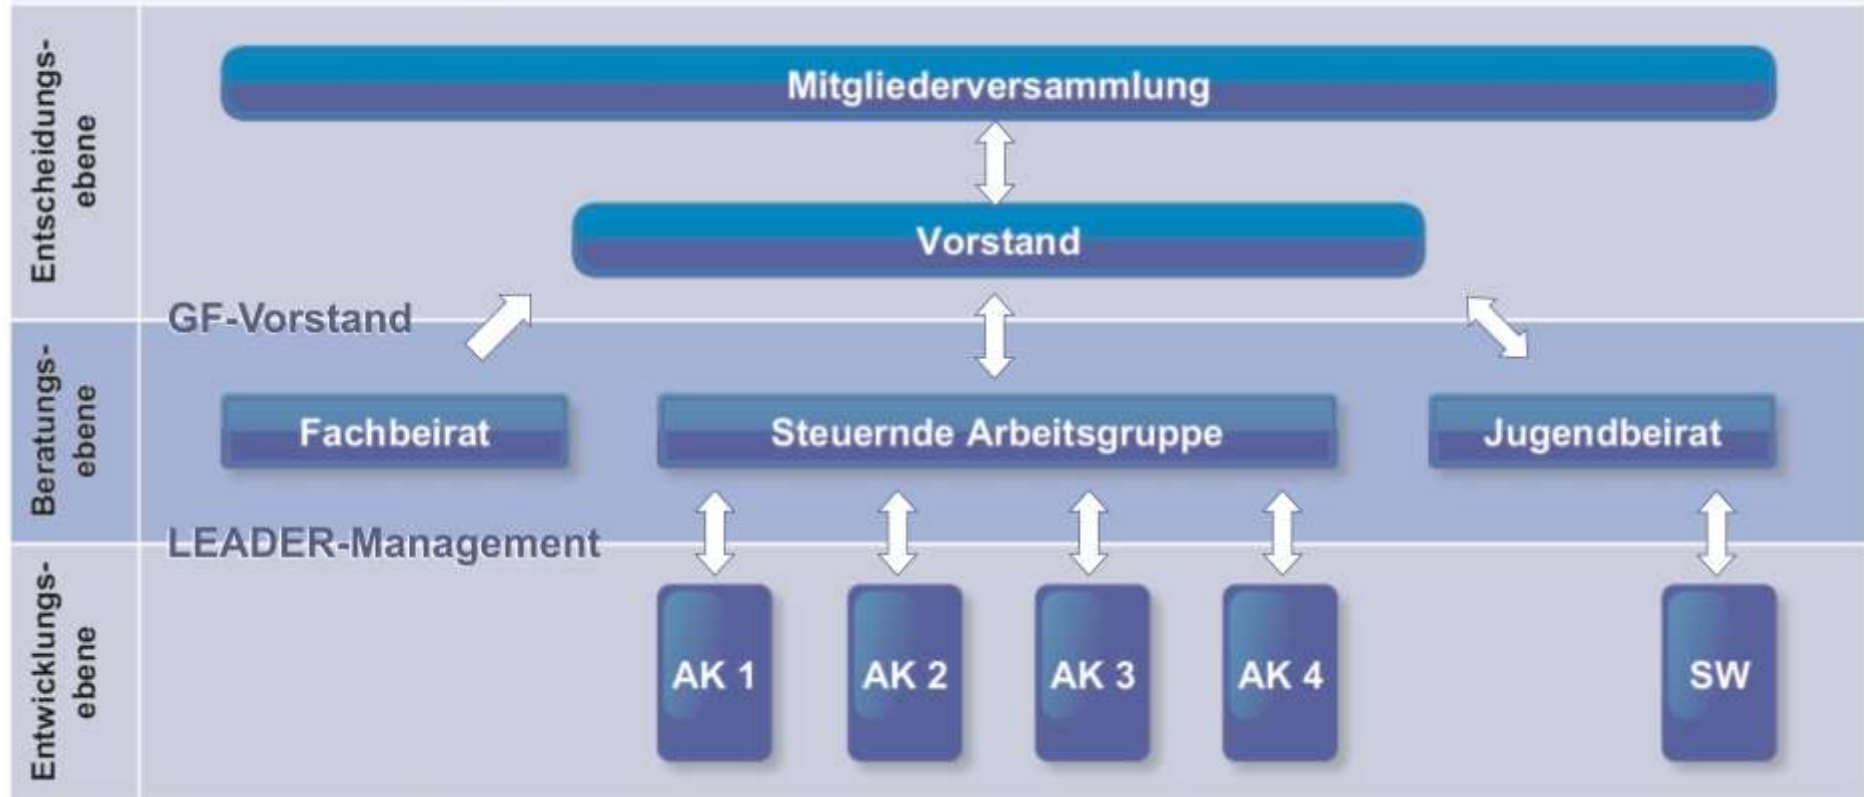 Entscheidungs-
ebene
Mitgliederversammlung
Vorstand
GF-Vorstand
Beratungs-
ebene
Fachbeirat
Steuernde Arbeitsgruppe
Jugendbeirat
LEADER-Management
Entwicklungs-
ebene
AK 1
AK 2
AK 3
AK 4
SW